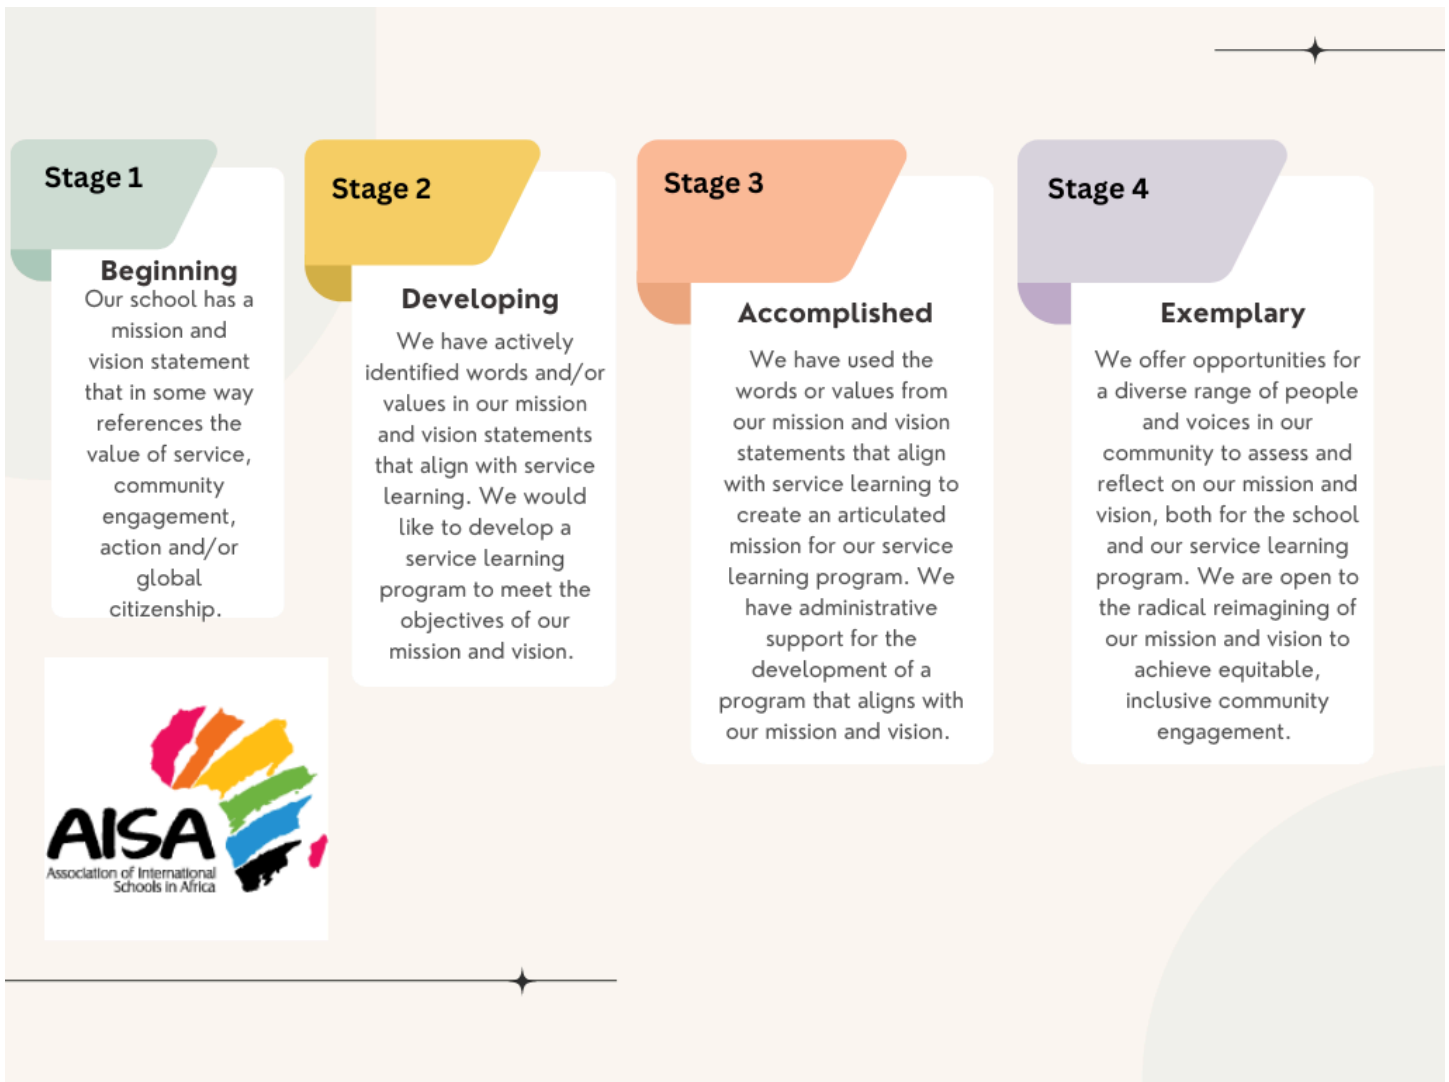 Stage 1
Beginning
Our school has a
mission and
vision statement
that in some way
references the
value of service,
community
engagement,
action and/or
global
citizenship.
Stage 2
Developing
We have actively
identified words and/or
values in our mission
and vision statements
that align with service
learning. We would
like to develop a
service learning
program to meet the
objectives of our
mission and vision.
Stage 3
Accomplished
We have used the
words or values from
our mission and vision
statements that align
with service learning to
create an articulated
mission for our service
learning program. We
have administrative
support for the
development of a
program that aligns with
our mission and vision.
Stage 4
Exemplary
We offer opportunities for
a diverse range of people
and voices in our
community to assess and
reflect on our mission and
vision, both for the school
and our service learning
program. We are open to
the radical reimagining of
our mission and vision to
achieve equitable,
inclusive community
engagement.
AISA
Association of International
Schools in Africa